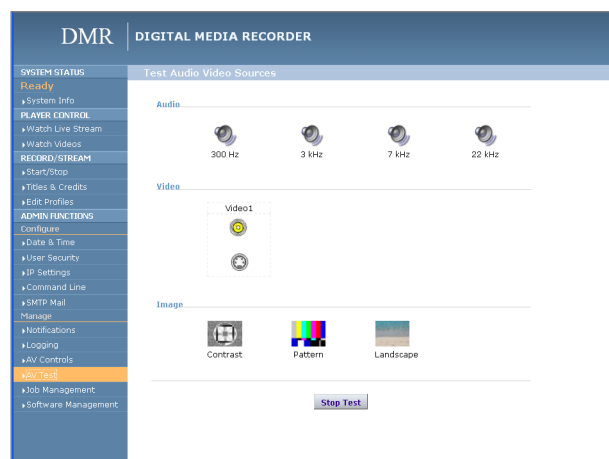 DMR DIGITAL MEDIA RECORDER
SYSTEM STATUS
Ready
System Info
PLAYER CONTROL
Watch Live Stream
Watch Videos
RECORD/STREAM
Start/Stop
Titles & Credits
Edit Profiles
ADMIN FUNCTIONS
Configure
Date & Time
User Security
IP Settings
Command Line
SMTP Mail
Manage
Notifications
Logging
AV Controls
AV Test
Job Management
Software Management
Test Audio Video Sources
Audio
300 Hz 3 kHz 7 kHz 22 kHz
Video
Video1
Image
Contrast Pattern Landscape
Stop Test